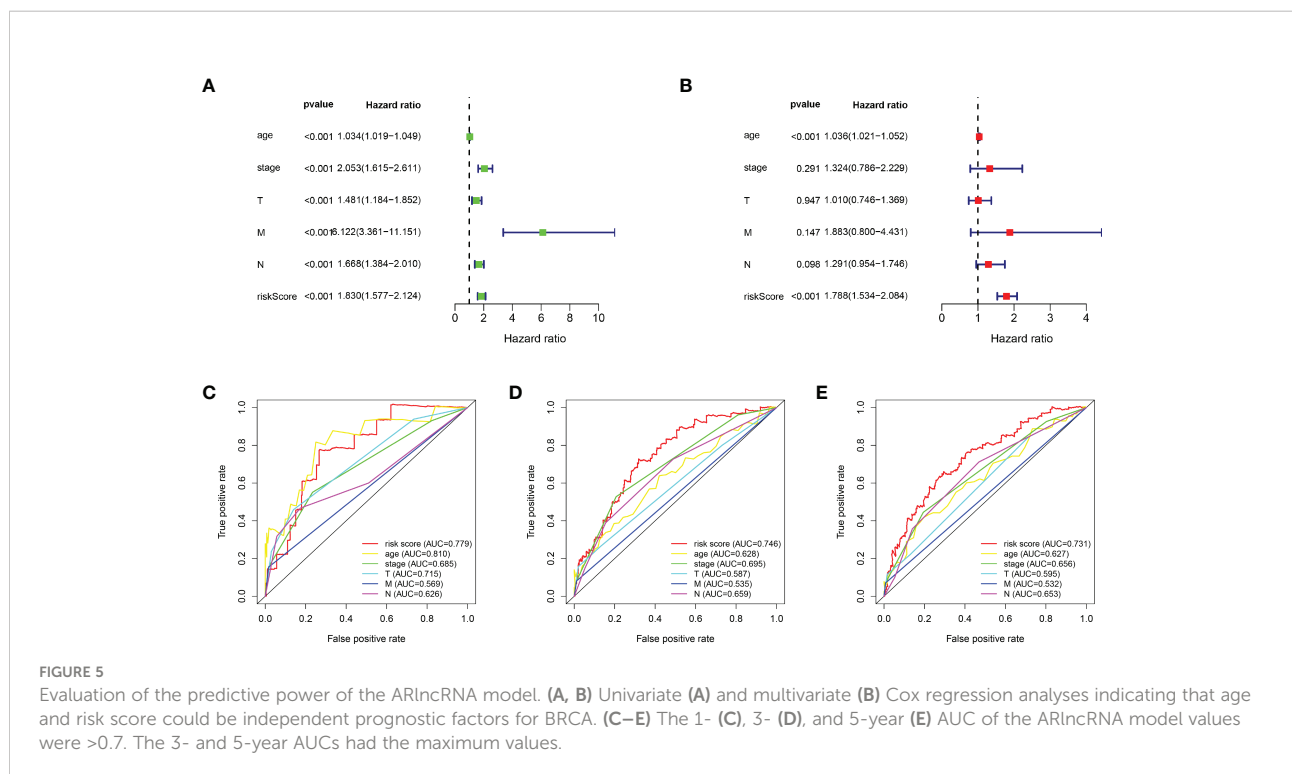 A
pvalue Hazard ratio
age <0.001 1.034(1.019−1.049)
stage <0.001 2.053(1.615−2.611)
T <0.001 1.481(1.184−1.852)
M <0.001 6.122(3.361−11.151)
N <0.001 1.668(1.384−2.010)
riskScore <0.001 1.830(1.577−2.124)
0 2 4 6 8 10
Hazard ratio
B
pvalue Hazard ratio
age <0.001 1.036(1.021−1.052)
stage 0.291 1.324(0.786−2.229)
T 0.947 1.010(0.746−1.369)
M 0.147 1.883(0.800−4.431)
N 0.098 1.291(0.954−1.746)
riskScore <0.001 1.788(1.534−2.084)
0 1 2 3 4
Hazard ratio
C
True positive rate
1.0
0.8
0.6
0.4
0.2
0.0
risk score (AUC=0.779)
age (AUC=0.810)
stage (AUC=0.685)
T (AUC=0.715)
M (AUC=0.569)
N (AUC=0.626)
0.0 0.2 0.4 0.6 0.8 1.0
False positive rate
D
True positive rate
1.0
0.8
0.6
0.4
0.2
0.0
risk score (AUC=0.746)
age (AUC=0.628)
stage (AUC=0.695)
T (AUC=0.587)
M (AUC=0.535)
N (AUC=0.659)
0.0 0.2 0.4 0.6 0.8 1.0
False positive rate
E
True positive rate
1.0
0.8
0.6
0.4
0.2
0.0
risk score (AUC=0.731)
age (AUC=0.627)
stage (AUC=0.656)
T (AUC=0.595)
M (AUC=0.532)
N (AUC=0.653)
0.0 0.2 0.4 0.6 0.8 1.0
False positive rate
FIGURE 5
Evaluation of the predictive power of the ARlncRNA model. (A, B) Univariate (A) and multivariate (B) Cox regression analyses indicating that age
and risk score could be independent prognostic factors for BRCA. (C–E) The 1- (C), 3- (D), and 5-year (E) AUC of the ARlncRNA model values
were >0.7. The 3- and 5-year AUCs had the maximum values.